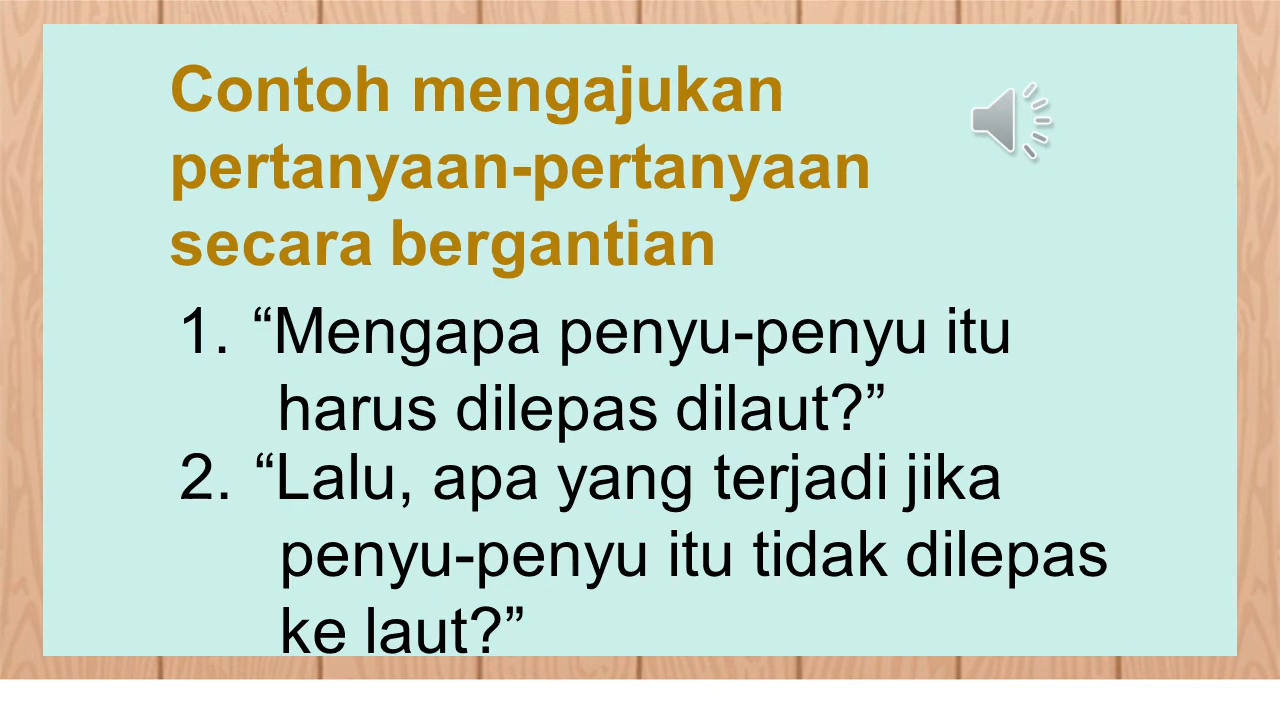 Contoh mengajukan
pertanyaan-pertanyaan
secara bergantian
1. “Mengapa penyu-penyu itu
harus dilepas dilaut?”
2. “Lalu, apa yang terjadi jika
penyu-penyu itu tidak dilepas
ke laut?”